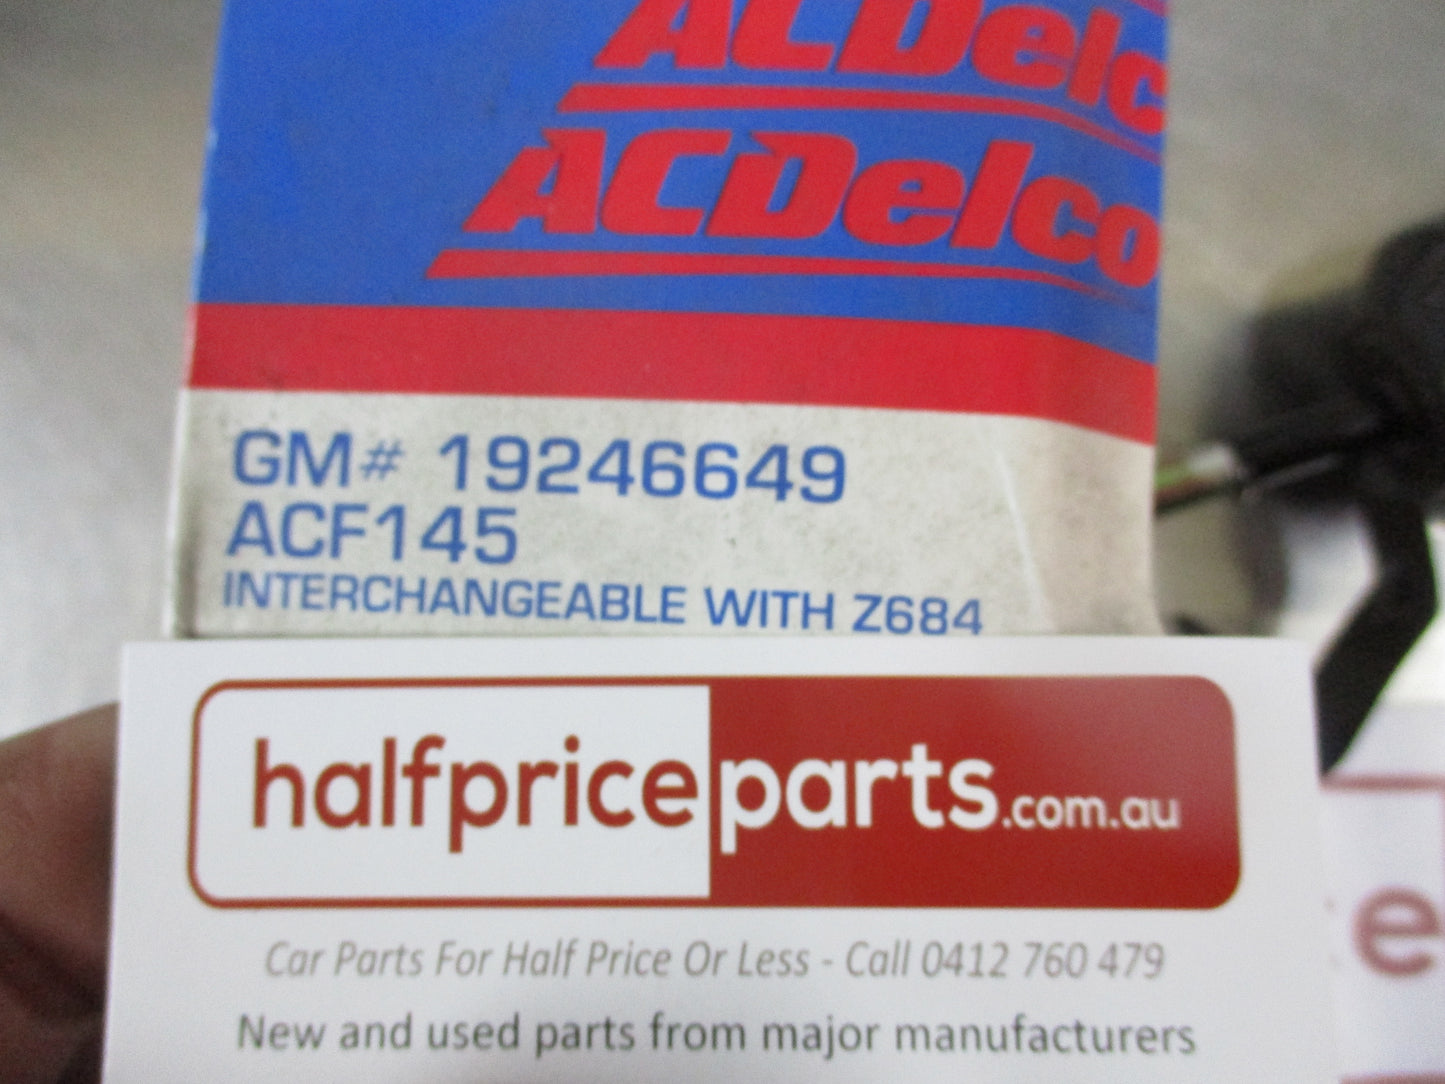 ACDelco
ACDelco
GM# 19246649
ACF145
INTERCHANGEABLE WITH Z684
halfpriceparts.com.au
Car Parts For Half Price Or Less - Call 0412 760 479
New and used parts from major manufacturers